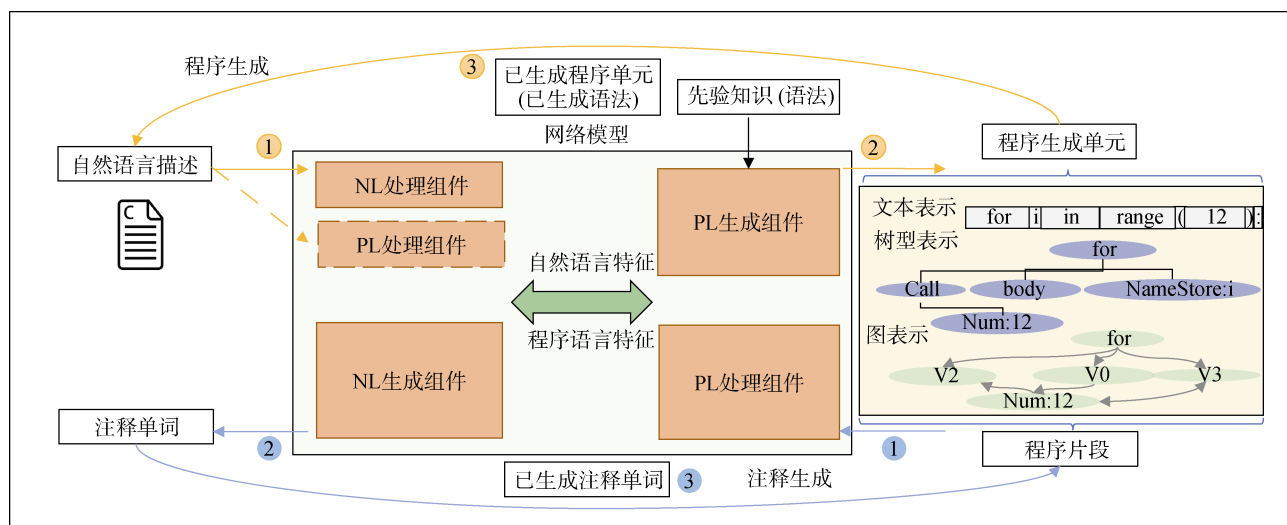 程序生成
3
已生成程序单元
(已生成语法)
先验知识 (语法)
网络模型
1
2
程序生成单元
自然语言描述
C
NL处理组件
PL处理组件
PL生成组件
自然语言特征
程序语言特征
NL生成组件
PL处理组件
文本表示
for i in range ( 12 ) :
树型表示
for
Call body NameStore:i
Num:12
图表示
for
V2 V0 V3
Num:12
注释单词
2
1
程序片段
已生成注释单词
3
注释生成